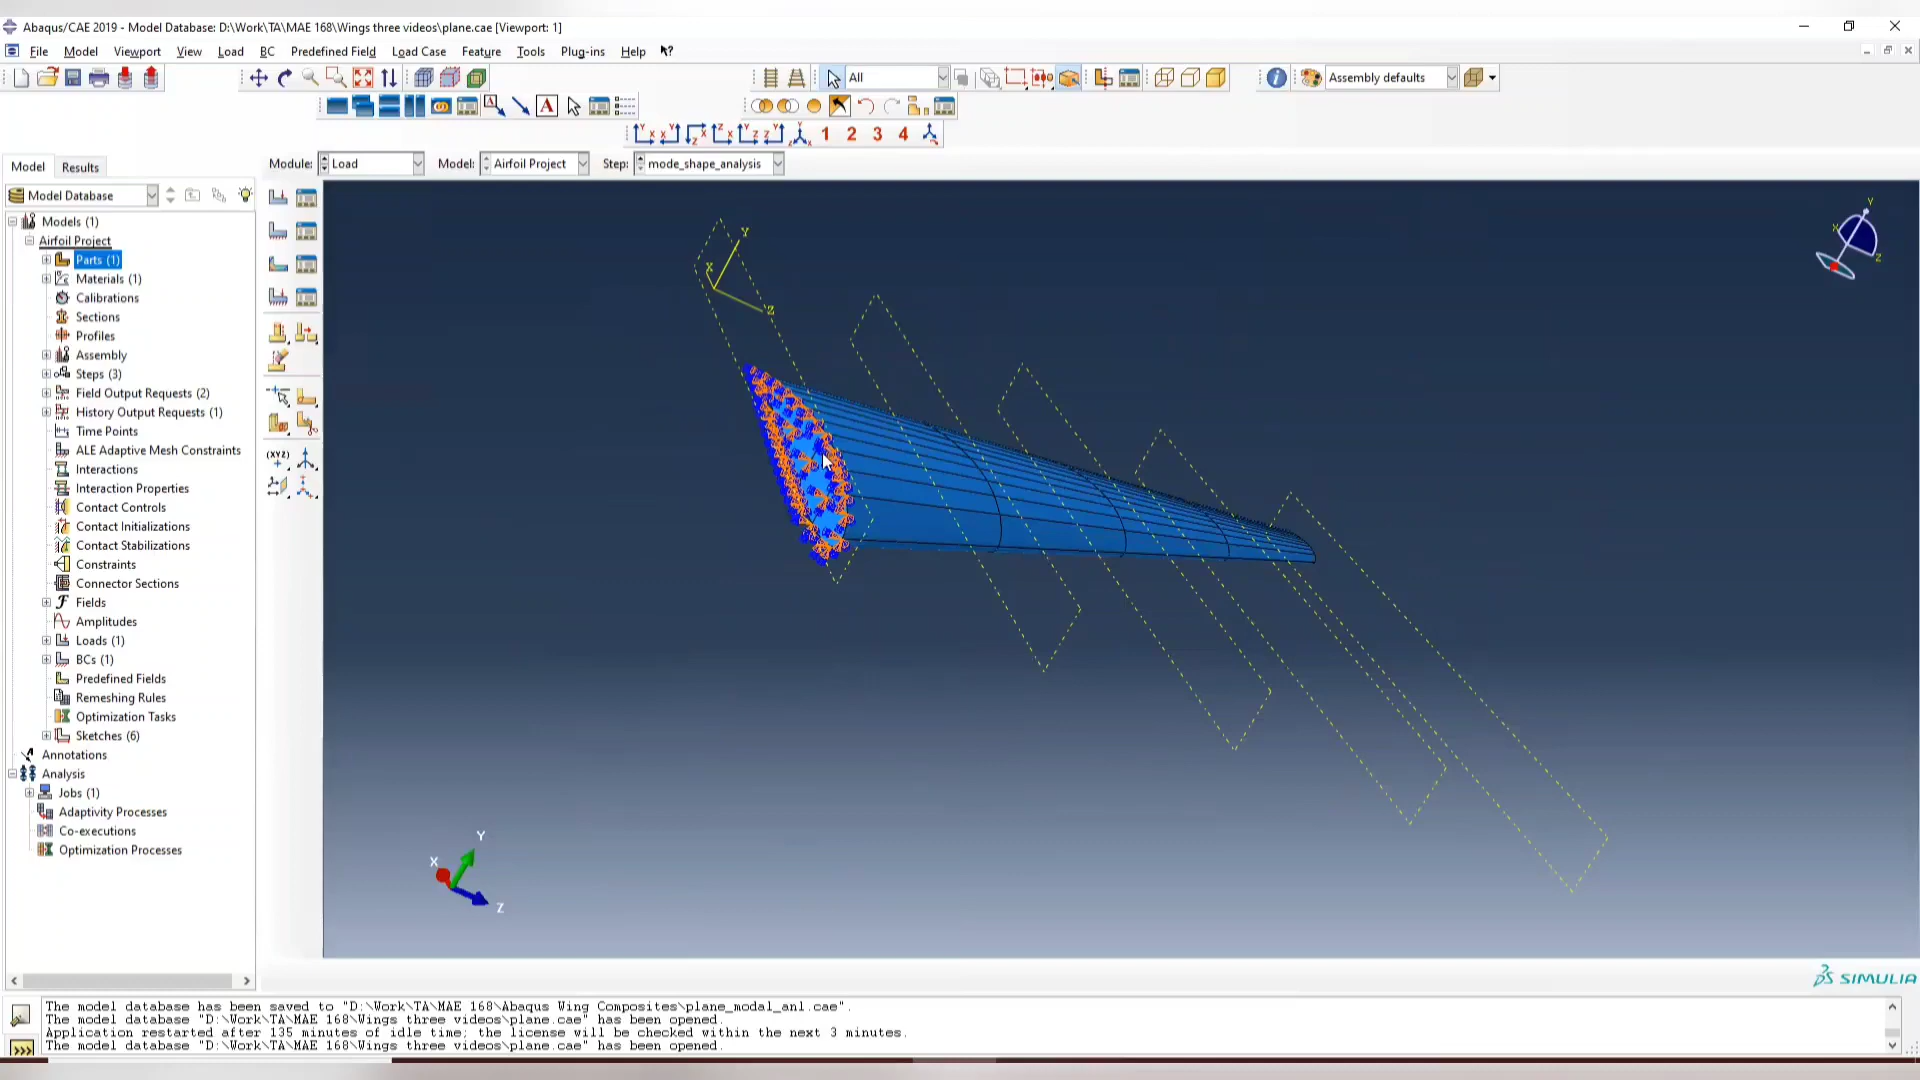 Abaqus/CAE 2019 - Model Database: D:\Work\TA\MAE 168\Wings three videos\plane.cae [Viewport: 1]
File Model Viewport View Load BC Predefined Field Load Case Feature Tools Plug-ins Help
All
Assembly defaults
1 2 3 4
Model Results
Module: Load Model: Airfoil Project Step: mode_shape_analysis
Model Database
Models (1)
Airfoil Project
Parts (1)
Materials (1)
Calibrations
Sections
Profiles
Assembly
Steps (3)
Field Output Requests (2)
History Output Requests (1)
Time Points
ALE Adaptive Mesh Constraints
Interactions
Interaction Properties
Contact Controls
Contact Initializations
Contact Stabilizations
Constraints
Connector Sections
Fields
Amplitudes
Loads (1)
BCs (1)
Predefined Fields
Remeshing Rules
Optimization Tasks
Sketches (6)
Annotations
Analysis
Jobs (1)
Adaptivity Processes
Co-executions
Optimization Processes
(XYZ)
Y
X
Z
Y
X
Z
Y
X
Z
SIMULIA
The model database has been saved to "D:\Work\TA\MAE 168\Abaqus Wing Composites\plane_modal_anl.cae".
The model database "D:\Work\TA\MAE 168\Wings three videos\plane.cae" has been opened.
Application restarted after 135 minutes of idle time; the license will be checked within the next 3 minutes.
The model database "D:\Work\TA\MAE 168\Wings three videos\plane.cae" has been opened.